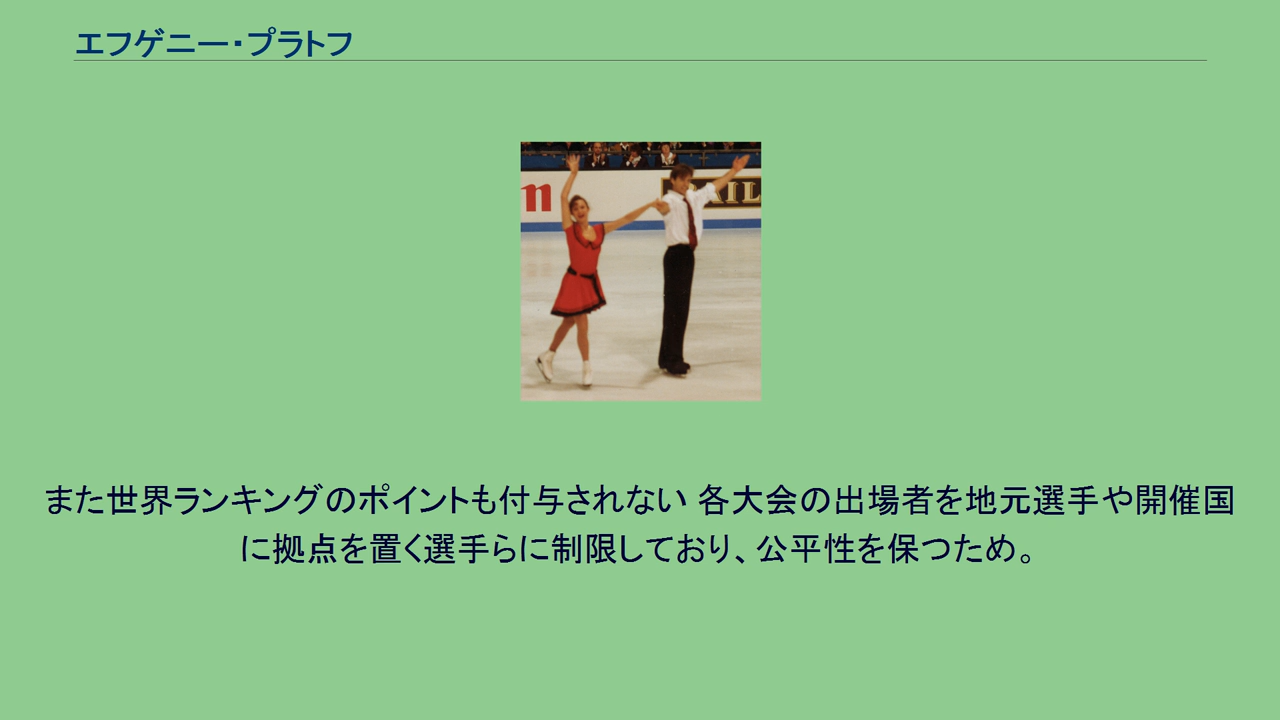 エフゲニー・プラトフ
また世界ランキングのポイントも付与されない 各大会の出場者を地元選手や開催国
に拠点を置く選手らに制限しており、公平性を保つため。